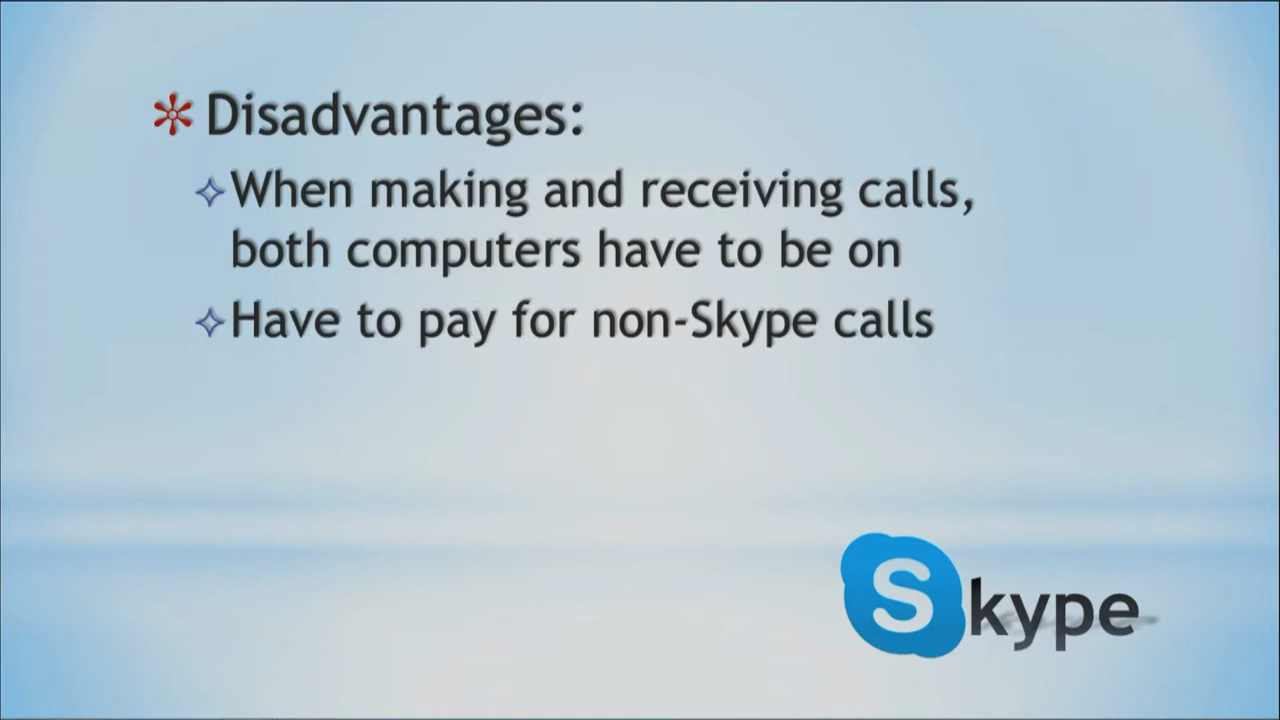 Disadvantages:
When making and receiving calls,
both computers have to be on
Have to pay for non-Skype calls
Skype